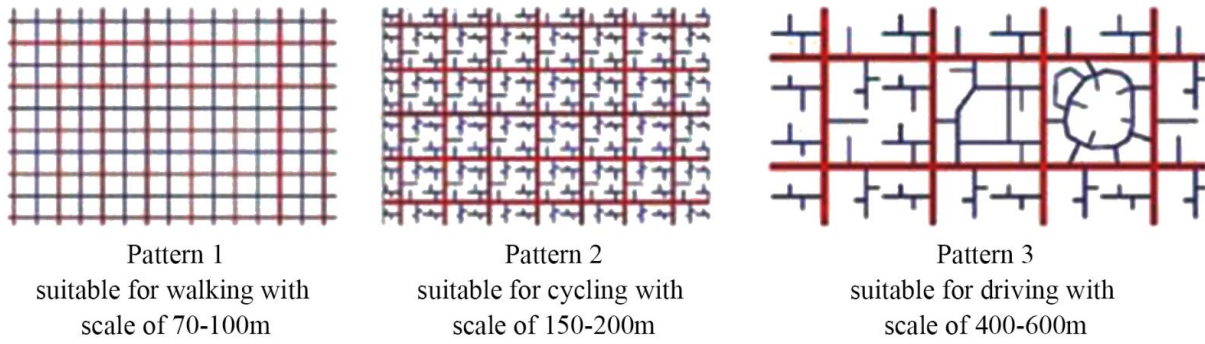 Pattern 1
suitable for walking with
scale of 70-100m
Pattern 2
suitable for cycling with
scale of 150-200m
Pattern 3
suitable for driving with
scale of 400-600m